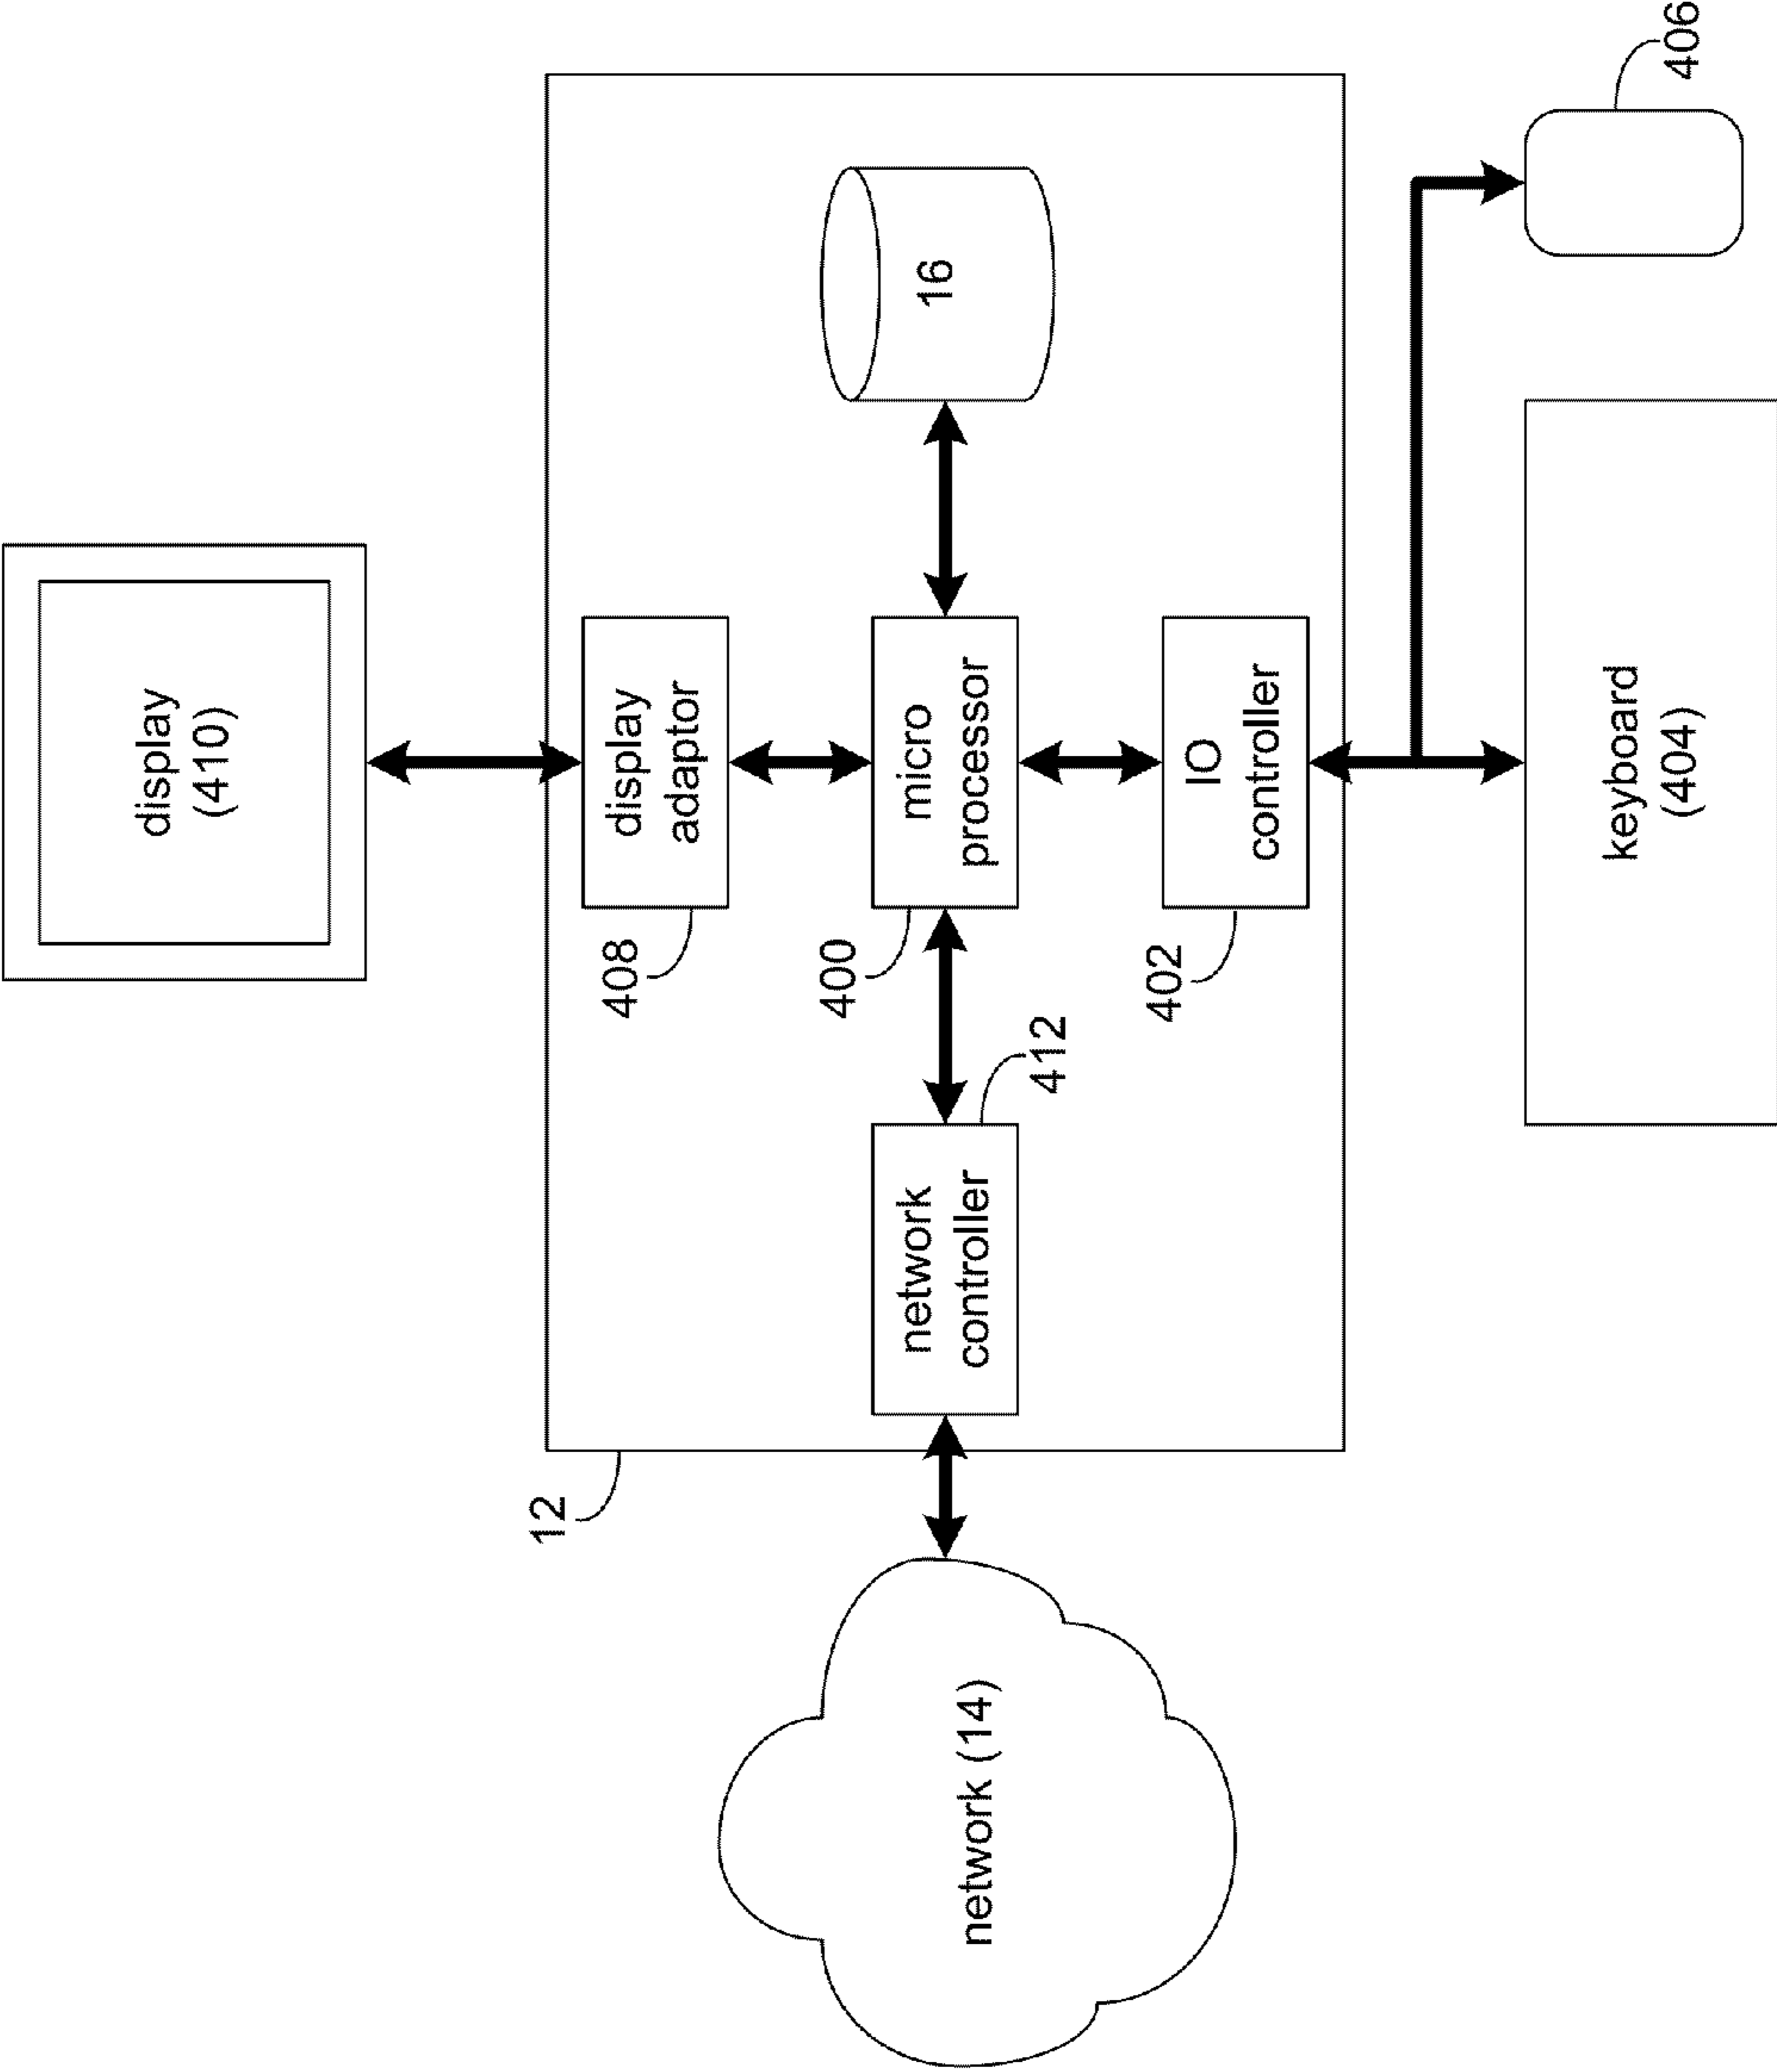 display
(410)
display
adaptor
408
micro
processor
400
16
IO
controller
402
network
controller
412
12
network (14)
keyboard
(404)
406